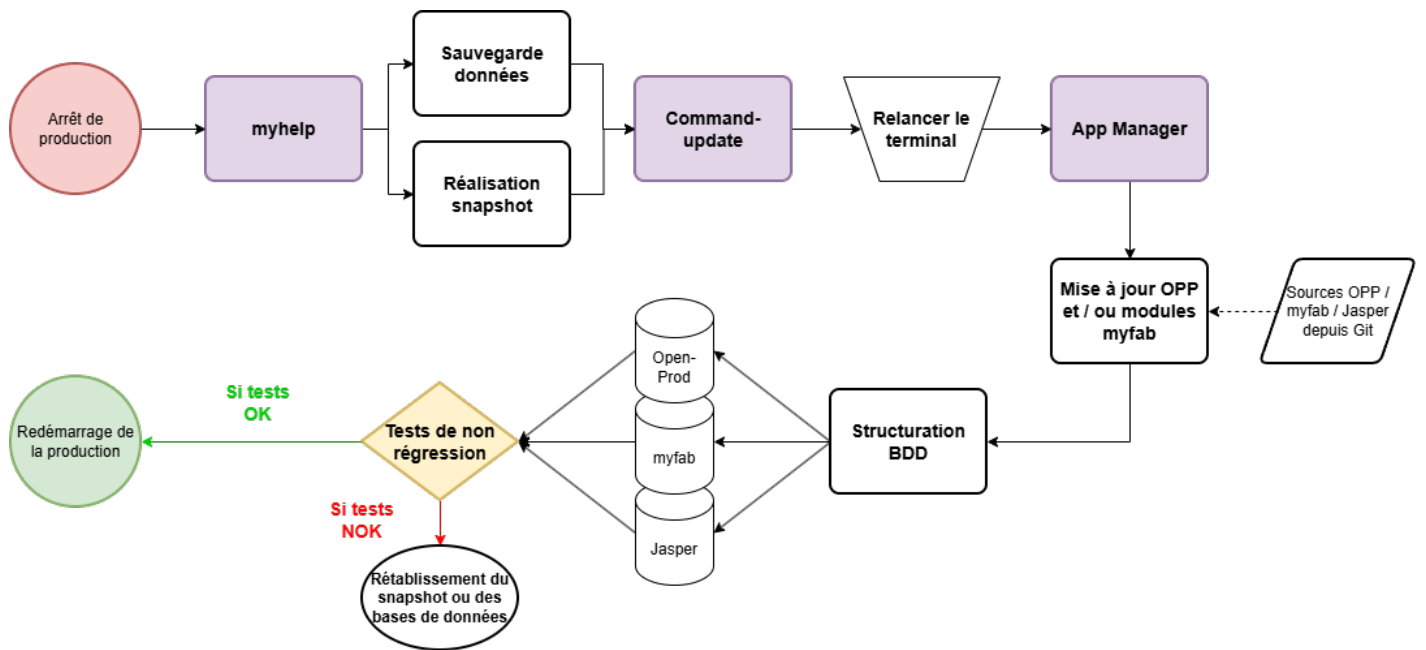 Arrêt de
production
myhelp
Sauvegarde
données
Réalisation
snapshot
Command-
update
Relancer le
terminal
App Manager
Mise à jour OPP
et / ou modules
myfab
Sources OPP /
myfab / Jasper
depuis Git
Structuration
BDD
Open-
Prod
myfab
Jasper
Tests de non
régression
Si tests
OK
Redémarrage de
la production
Si tests
NOK
Rétablissement du
snapshot ou des
bases de données